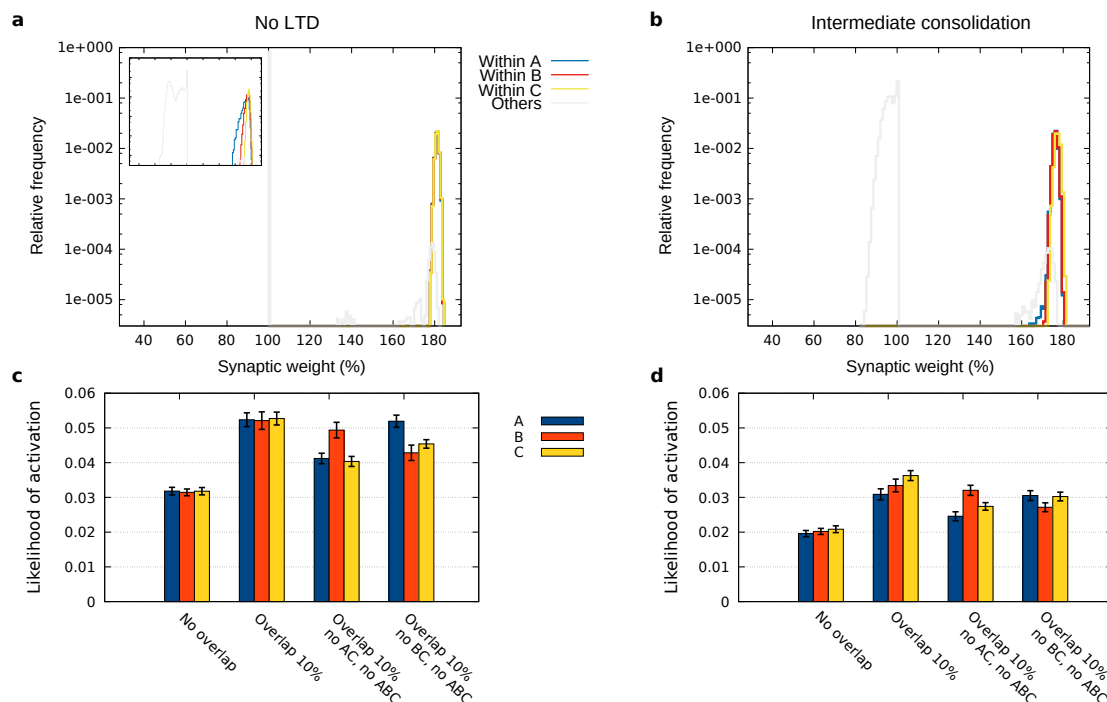 a
No LTD
1e+000
1e-001
1e-002
1e-003
1e-004
1e-005
Relative frequency
40 60 80 100 120 140 160 180
Synaptic weight (%)
Within A
Within B
Within C
Others
b
Intermediate consolidation
1e+000
1e-001
1e-002
1e-003
1e-004
1e-005
Relative frequency
40 60 80 100 120 140 160 180
Synaptic weight (%)
c
0.06
0.05
0.04
0.03
0.02
0.01
0
Likelihood of activation
No overlap
Overlap 10%
Overlap 10%
no AC, no ABC
Overlap 10%
no BC, no ABC
A
B
C
d
0.06
0.05
0.04
0.03
0.02
0.01
0
Likelihood of activation
No overlap
Overlap 10%
Overlap 10%
no AC, no ABC
Overlap 10%
no BC, no ABC